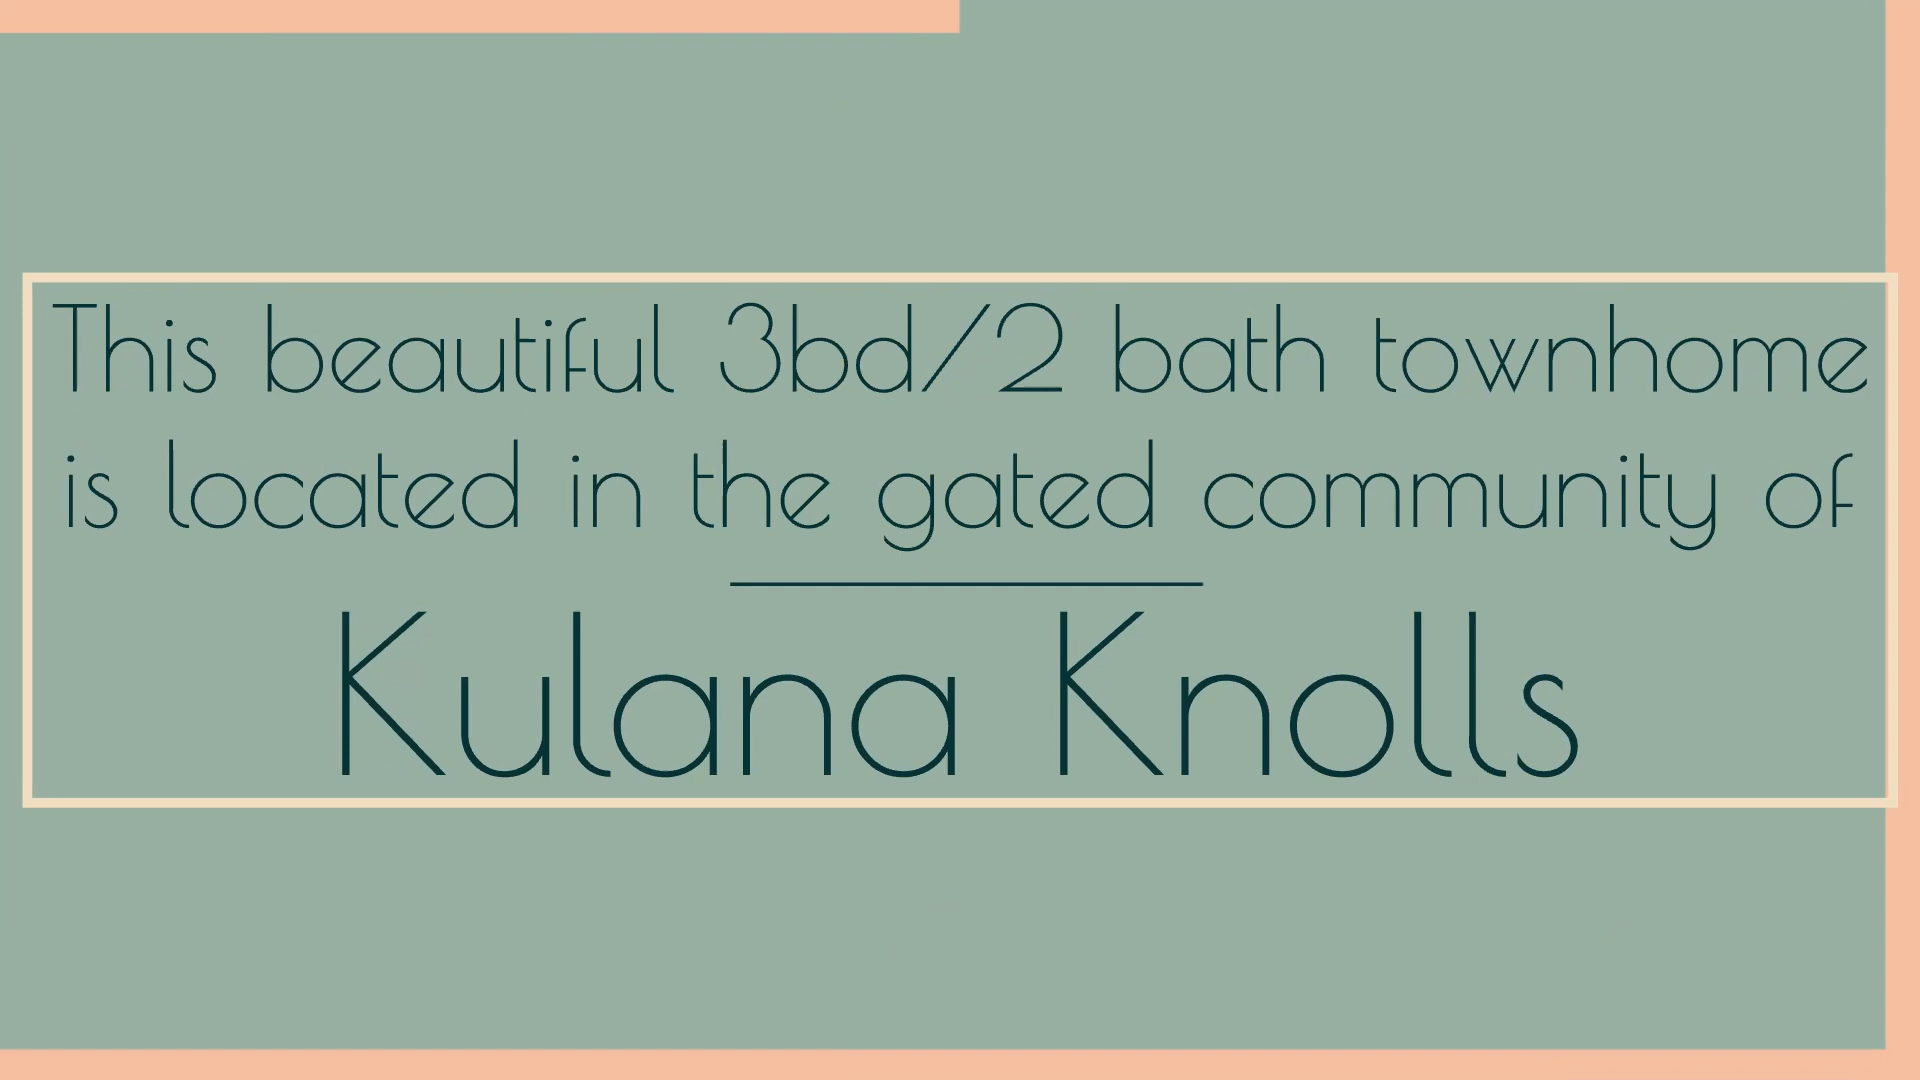 This beautiful 3bd/2 bath townhome
is located in the gated community of
Kulana Knolls